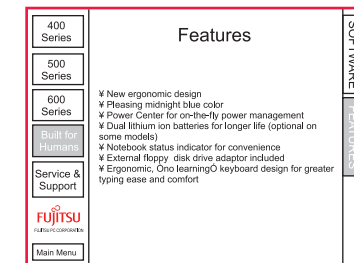 400
Series
500
Series
600
Series
Built for
Humans
Service &
Support
FUJITSU
FUJITSU PC CORPORATION
Main Menu
Features
¥ New ergonomic design
¥ Pleasing midnight blue color
¥ Power Center for on-the-fly power management
¥ Dual lithium ion batteries for longer life (optional on
some models)
¥ Notebook status indicator for convenience
¥ External floppy disk drive adaptor included
¥ Ergonomic, Òno learningÓ keyboard design for greater
typing ease and comfort
SOFTWARE
FEATURES